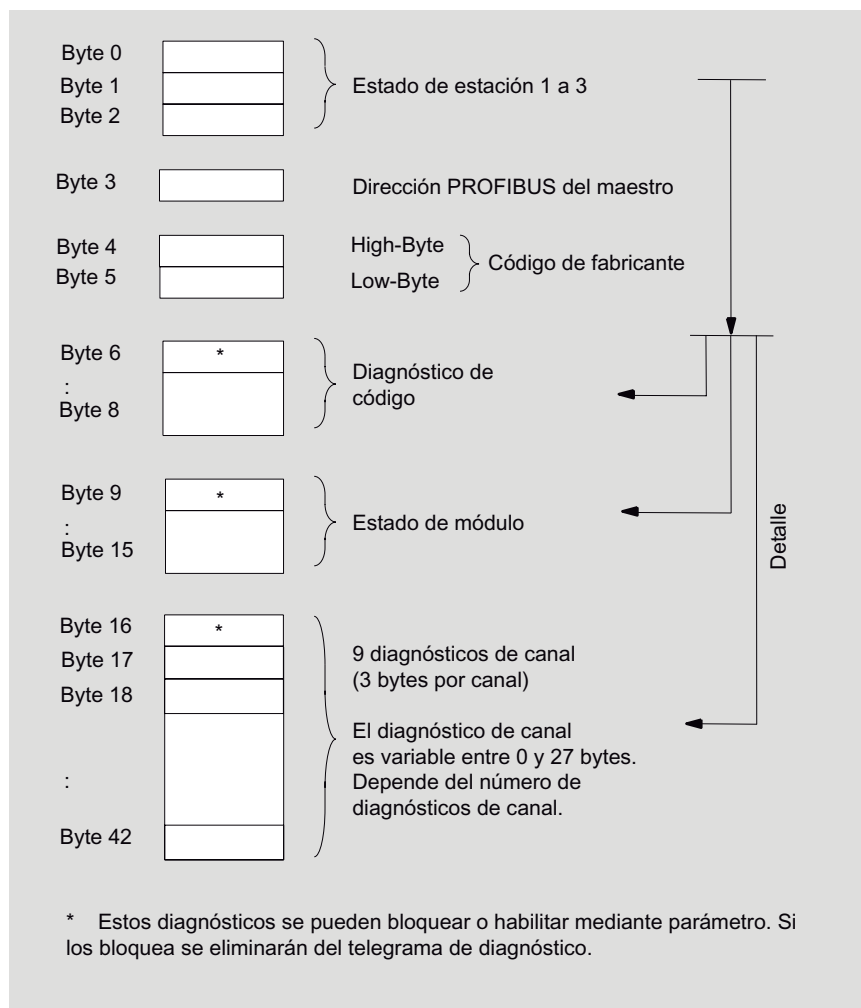 Byte 0
Byte 1
Byte 2
Estado de estación 1 a 3
Byte 3
Dirección PROFIBUS del maestro
Byte 4
Byte 5
High-Byte
Low-Byte
Código de fabricante
Byte 6
*
:
Byte 8
Diagnóstico de
código
Byte 9
*
:
Byte 15
Estado de módulo
Detalle
Byte 16
*
Byte 17
Byte 18
:
Byte 42
9 diagnósticos de canal
(3 bytes por canal)
El diagnóstico de canal
es variable entre 0 y 27 bytes.
Depende del número de
diagnósticos de canal.
* Estos diagnósticos se pueden bloquear o habilitar mediante parámetro. Si
los bloquea se eliminarán del telegrama de diagnóstico.